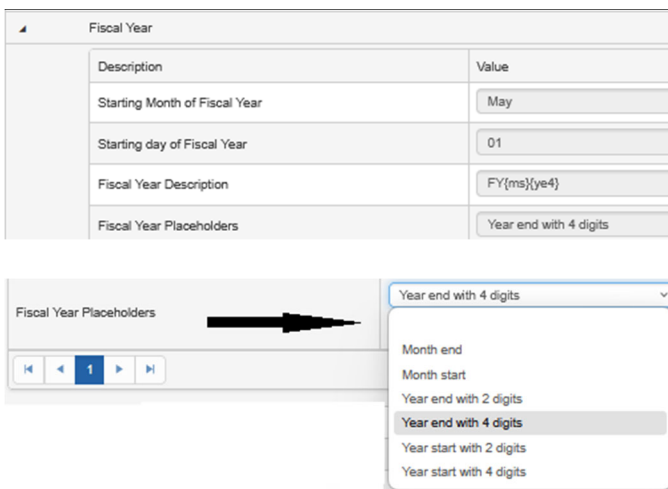 Fiscal Year
Description Value
Starting Month of Fiscal Year May
Starting day of Fiscal Year 01
Fiscal Year Description FY{ms}{ye4}
Fiscal Year Placeholders Year end with 4 digits
Fiscal Year Placeholders Year end with 4 digits
Month end
1 Month start
Year end with 2 digits
Year end with 4 digits
Year start with 2 digits
Year start with 4 digits